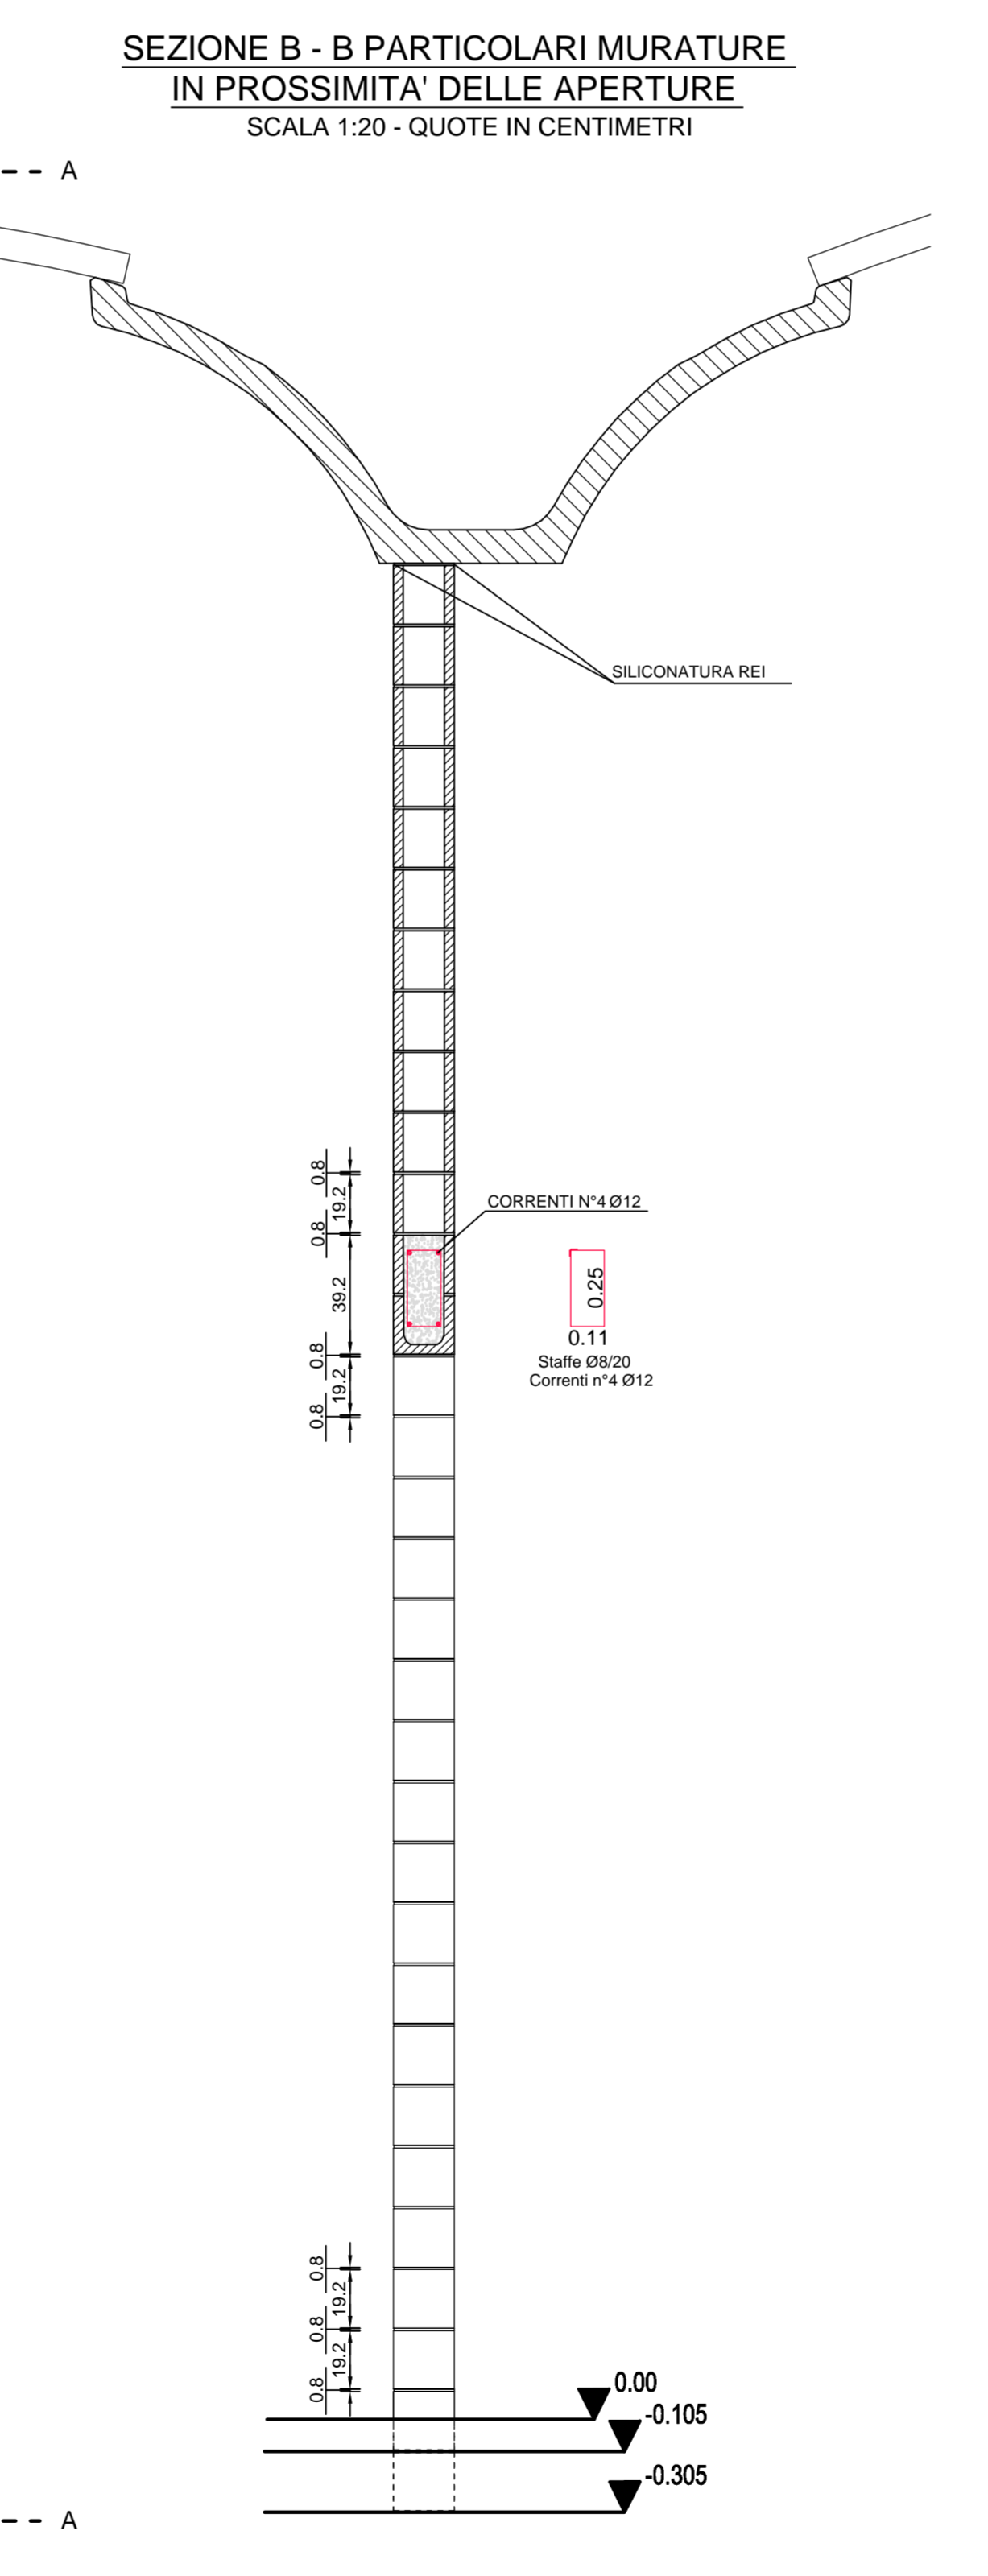 SEZIONE B - B PARTICOLARI MURATURE
IN PROSSIMITA' DELLE APERTURE
SCALA 1:20 - QUOTE IN CENTIMETRI
A
SILICONATURA REI
0.8
19.2
0.8
39.2
0.8
19.2
0.8
CORRENTI N°4 Ø12
0.25
0.11
Staffe Ø8/20
Correnti n°4 Ø12
0.8
19.2
0.8
19.2
0.8
0.00
-0.105
-0.305
A